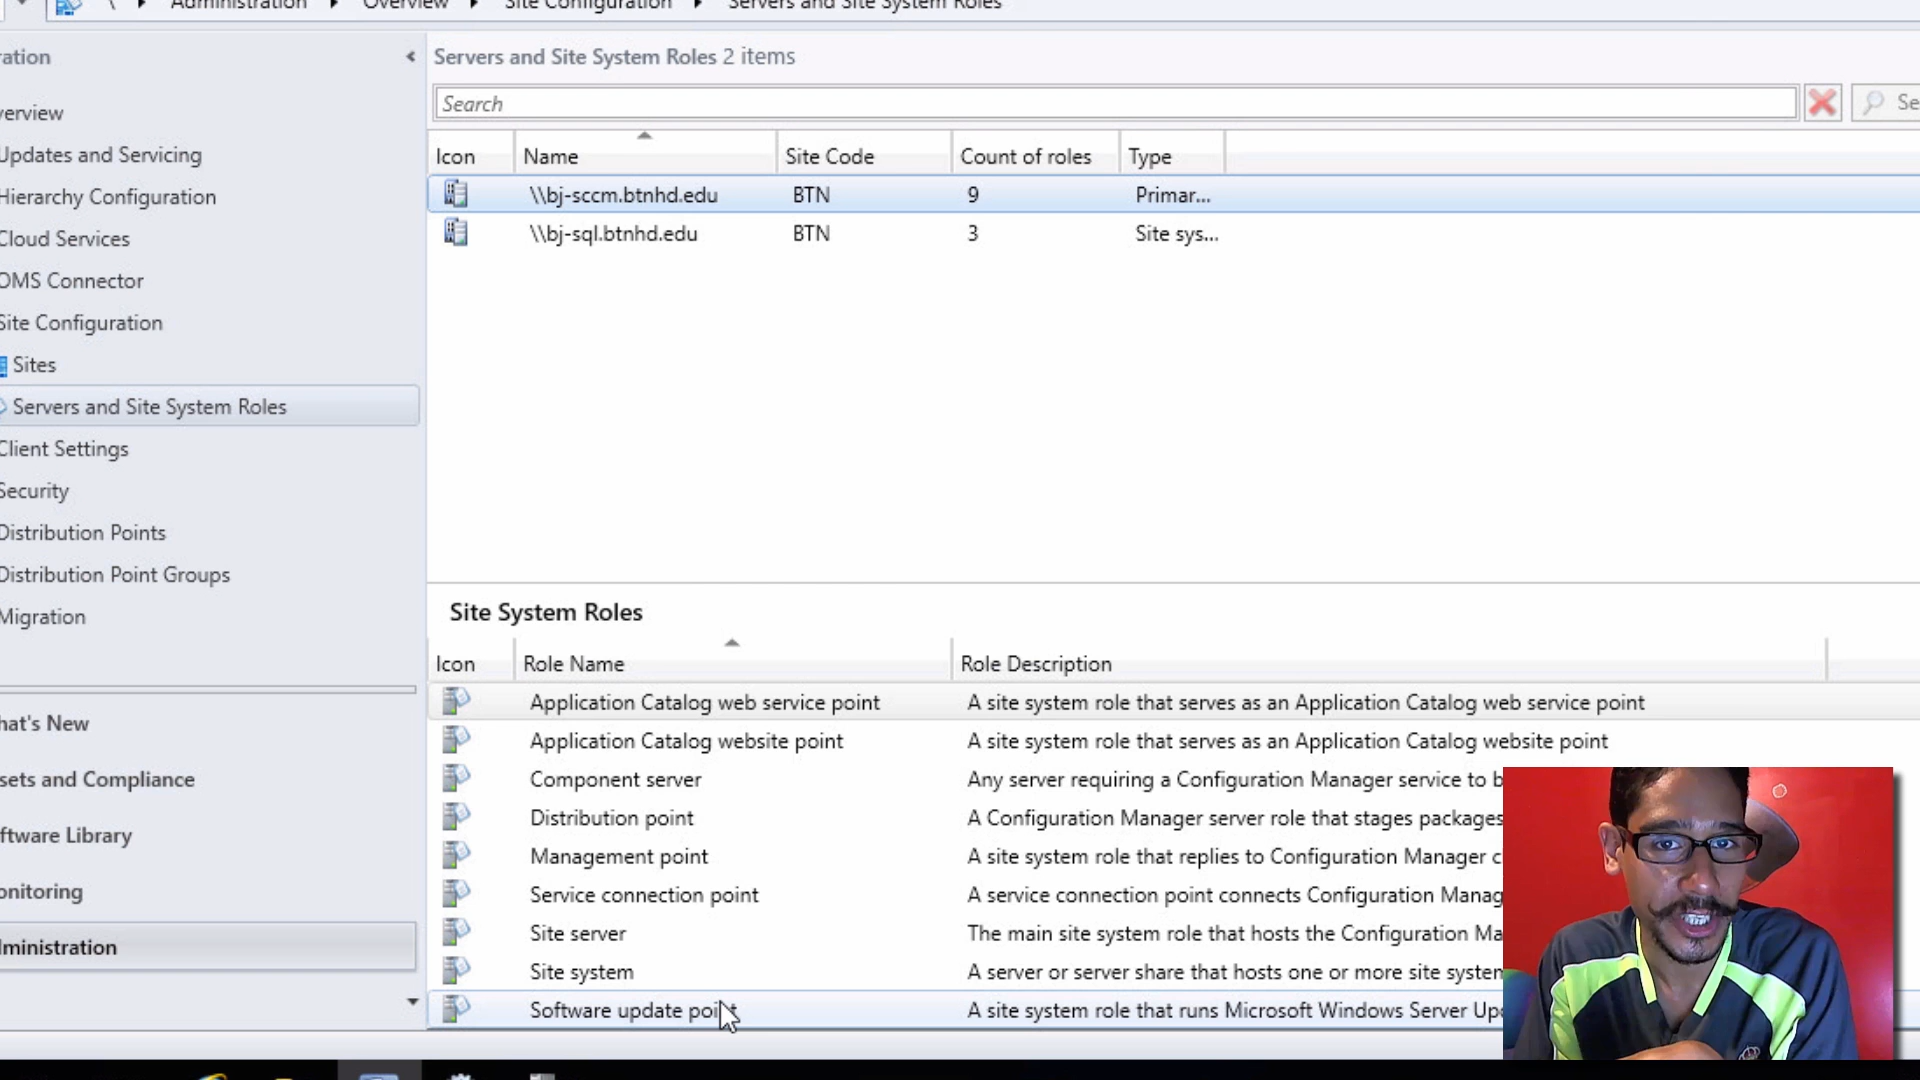 \ Administration Overview Site Configuration Servers and Site System Roles
ration
verview
Updates and Servicing
Hierarchy Configuration
Cloud Services
OMS Connector
Site Configuration
Sites
Servers and Site System Roles
Client Settings
Security
Distribution Points
Distribution Point Groups
Migration
hat's New
sets and Compliance
ftware Library
onitoring
ministration
Servers and Site System Roles 2 items
Search
Se
Icon Name Site Code Count of roles Type
\\bj-sccm.btnhd.edu BTN 9 Primar...
\\bj-sql.btnhd.edu BTN 3 Site sys...
Site System Roles
Icon Role Name Role Description
Application Catalog web service point A site system role that serves as an Application Catalog web service point
Application Catalog website point A site system role that serves as an Application Catalog website point
Component server Any server requiring a Configuration Manager service to b
Distribution point A Configuration Manager server role that stages packages
Management point A site system role that replies to Configuration Manager c
Service connection point A service connection point connects Configuration Manag
Site server The main site system role that hosts the Configuration Ma
Site system A server or server share that hosts one or more site system
Software update point A site system role that runs Microsoft Windows Server Up